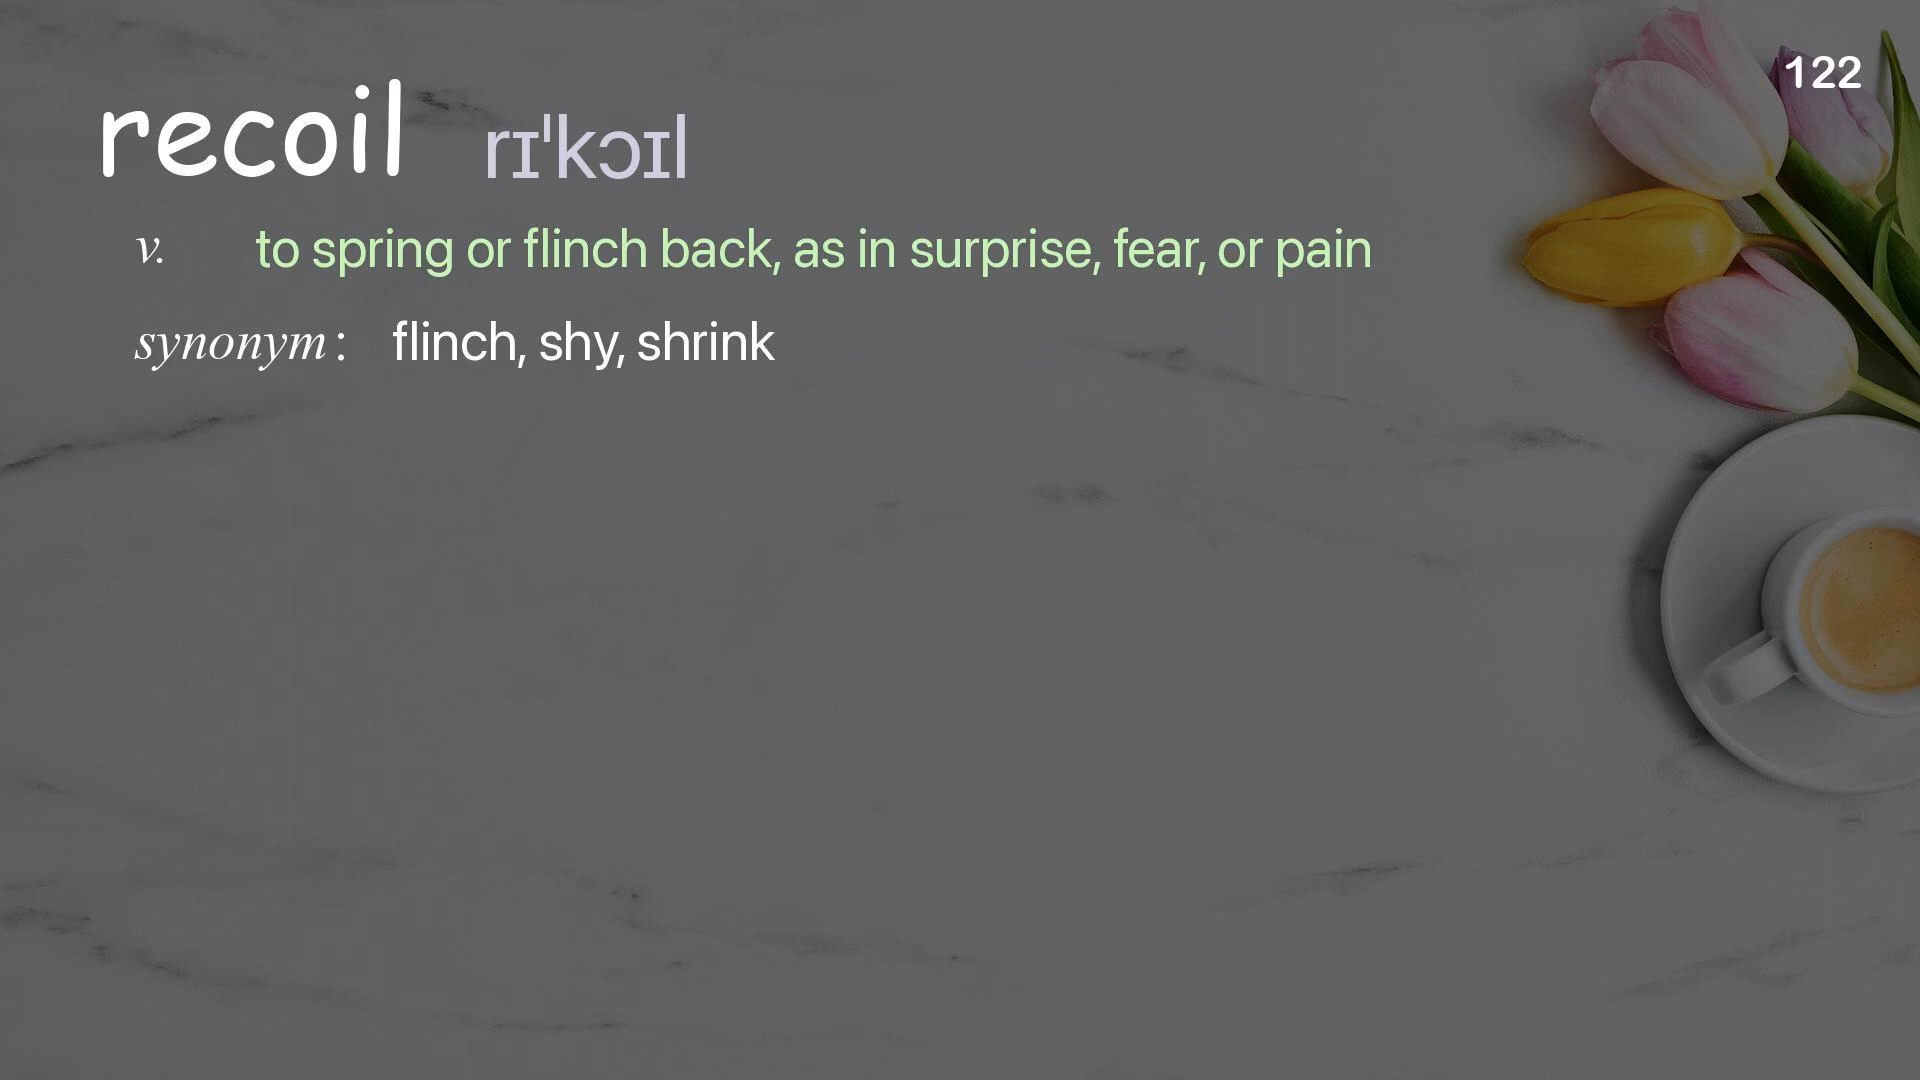 122
recoil rɪˈkɔɪl
v. to spring or flinch back, as in surprise, fear, or pain
synonym : flinch, shy, shrink